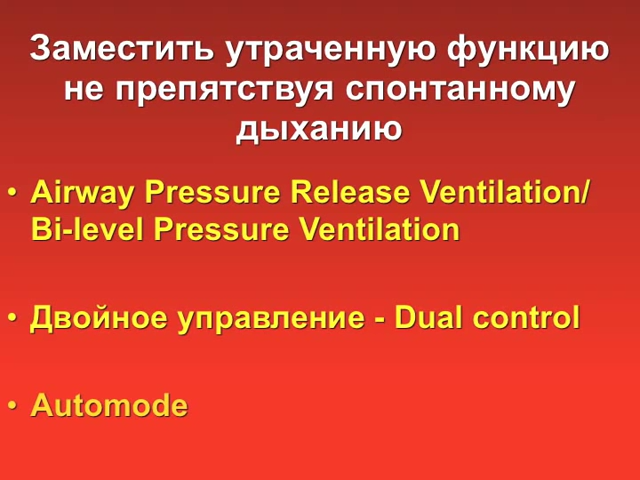 Заместить утраченную функцию
не препятствуя спонтанному
дыханию
• Airway Pressure Release Ventilation/
Bi-level Pressure Ventilation
• Двойное управление - Dual control
• Automode